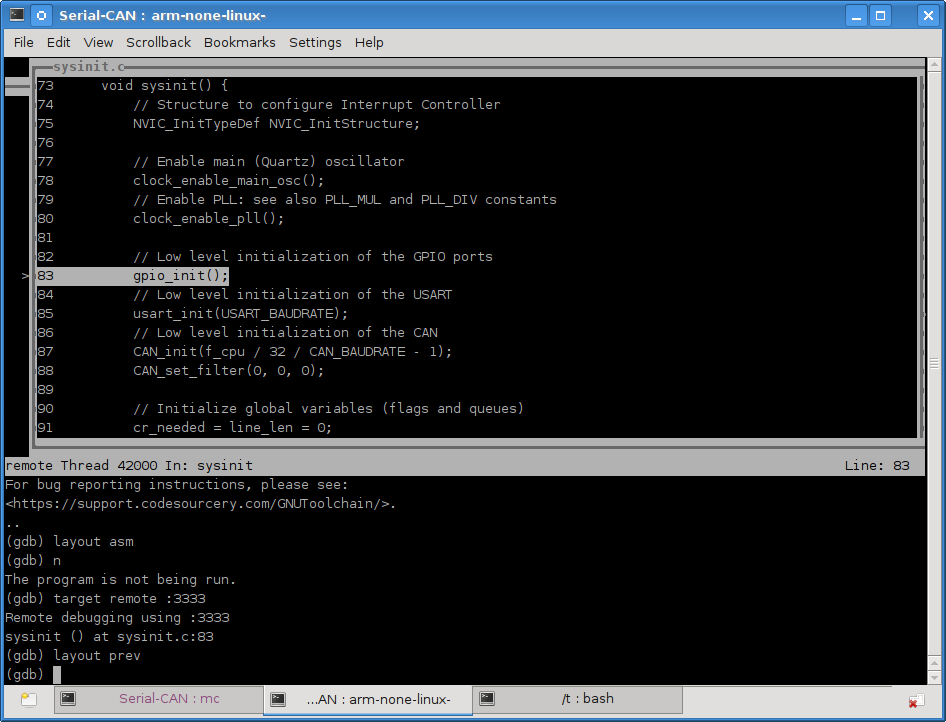 Serial-CAN : arm-none-linux-
File Edit View Scrollback Bookmarks Settings Help
sysinit.c
73 void sysinit() {
74 // Structure to configure Interrupt Controller
75 NVIC_InitTypeDef NVIC_InitStructure;
76
77 // Enable main (Quartz) oscillator
78 clock_enable_main_osc();
79 // Enable PLL: see also PLL_MUL and PLL_DIV constants
80 clock_enable_pll();
81
82 // Low level initialization of the GPIO ports
>83 gpio_init();
84 // Low level initialization of the USART
85 usart_init(USART_BAUDRATE);
86 // Low level initialization of the CAN
87 CAN_init(f_cpu / 32 / CAN_BAUDRATE - 1);
88 CAN_set_filter(0, 0, 0);
89
90 // Initialize global variables (flags and queues)
91 cr_needed = line_len = 0;
remote Thread 42000 In: sysinit Line: 83
For bug reporting instructions, please see:
<https://support.codesourcery.com/GNUToolchain/>.
..
(gdb) layout asm
(gdb) n
The program is not being run.
(gdb) target remote :3333
Remote debugging using :3333
sysinit () at sysinit.c:83
(gdb) layout prev
(gdb)
Serial-CAN : mc ...AN : arm-none-linux- /t : bash